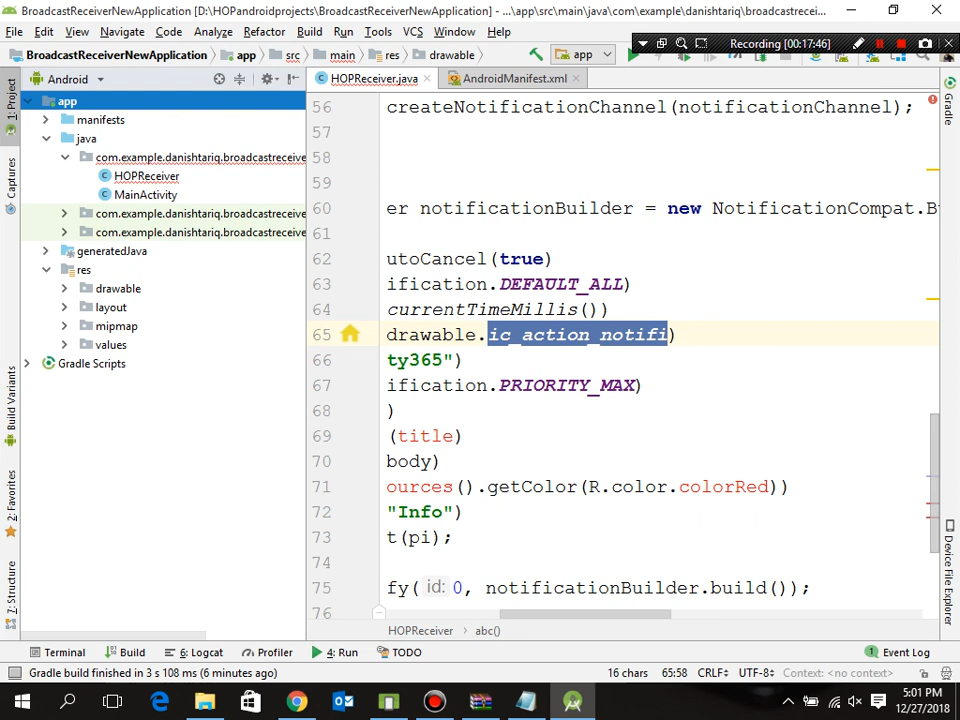 BroadcastReceiverNewApplication [D:\HOPandroidprojects\BroadcastReceiverNewApplication] - ...\app\src\main\java\com\example\danishtariq\broadcastrecei...
File Edit View Navigate Code Analyze Refactor Build Run Tools VCS Window Help
BroadcastReceiverNewApplication app src main java com example danishtariq broadcastrece drawable app
Recording [00:17:46]
Android
HOPReceiver.java AndroidManifest.xml
1: Project
Captures
Build Variants
2: Favorites
7: Structure
app
manifests
java
com.example.danishtariq.broadcastreceive
HOPReceiver
MainActivity
com.example.danishtariq.broadcastreceive
com.example.danishtariq.broadcastreceive
generatedJava
res
drawable
layout
mipmap
values
Gradle Scripts
56 createNotificationChannel(notificationChannel);
57
58
59
60 er notificationBuilder = new NotificationCompat.Bu
61
62 utoCancel(true)
63 ification.DEFAULT_ALL)
64 currentTimeMillis())
65 drawable.ic_action_notifi)
66 ty365")
67 ification.PRIORITY_MAX)
68 )
69 (title)
70 body)
71 ources().getColor(R.color.colorRed))
72 "Info")
73 t(pi);
74
75 fy( id: 0, notificationBuilder.build());
76
HOPReceiver abc()
Gradle
Device File Explorer
Terminal Build 6: Logcat Profiler 4: Run TODO Event Log
Gradle build finished in 3 s 108 ms (6 minutes ago) 16 chars 65:58 CRLF UTF-8 Context: <no context>
5:01 PM
12/27/2018